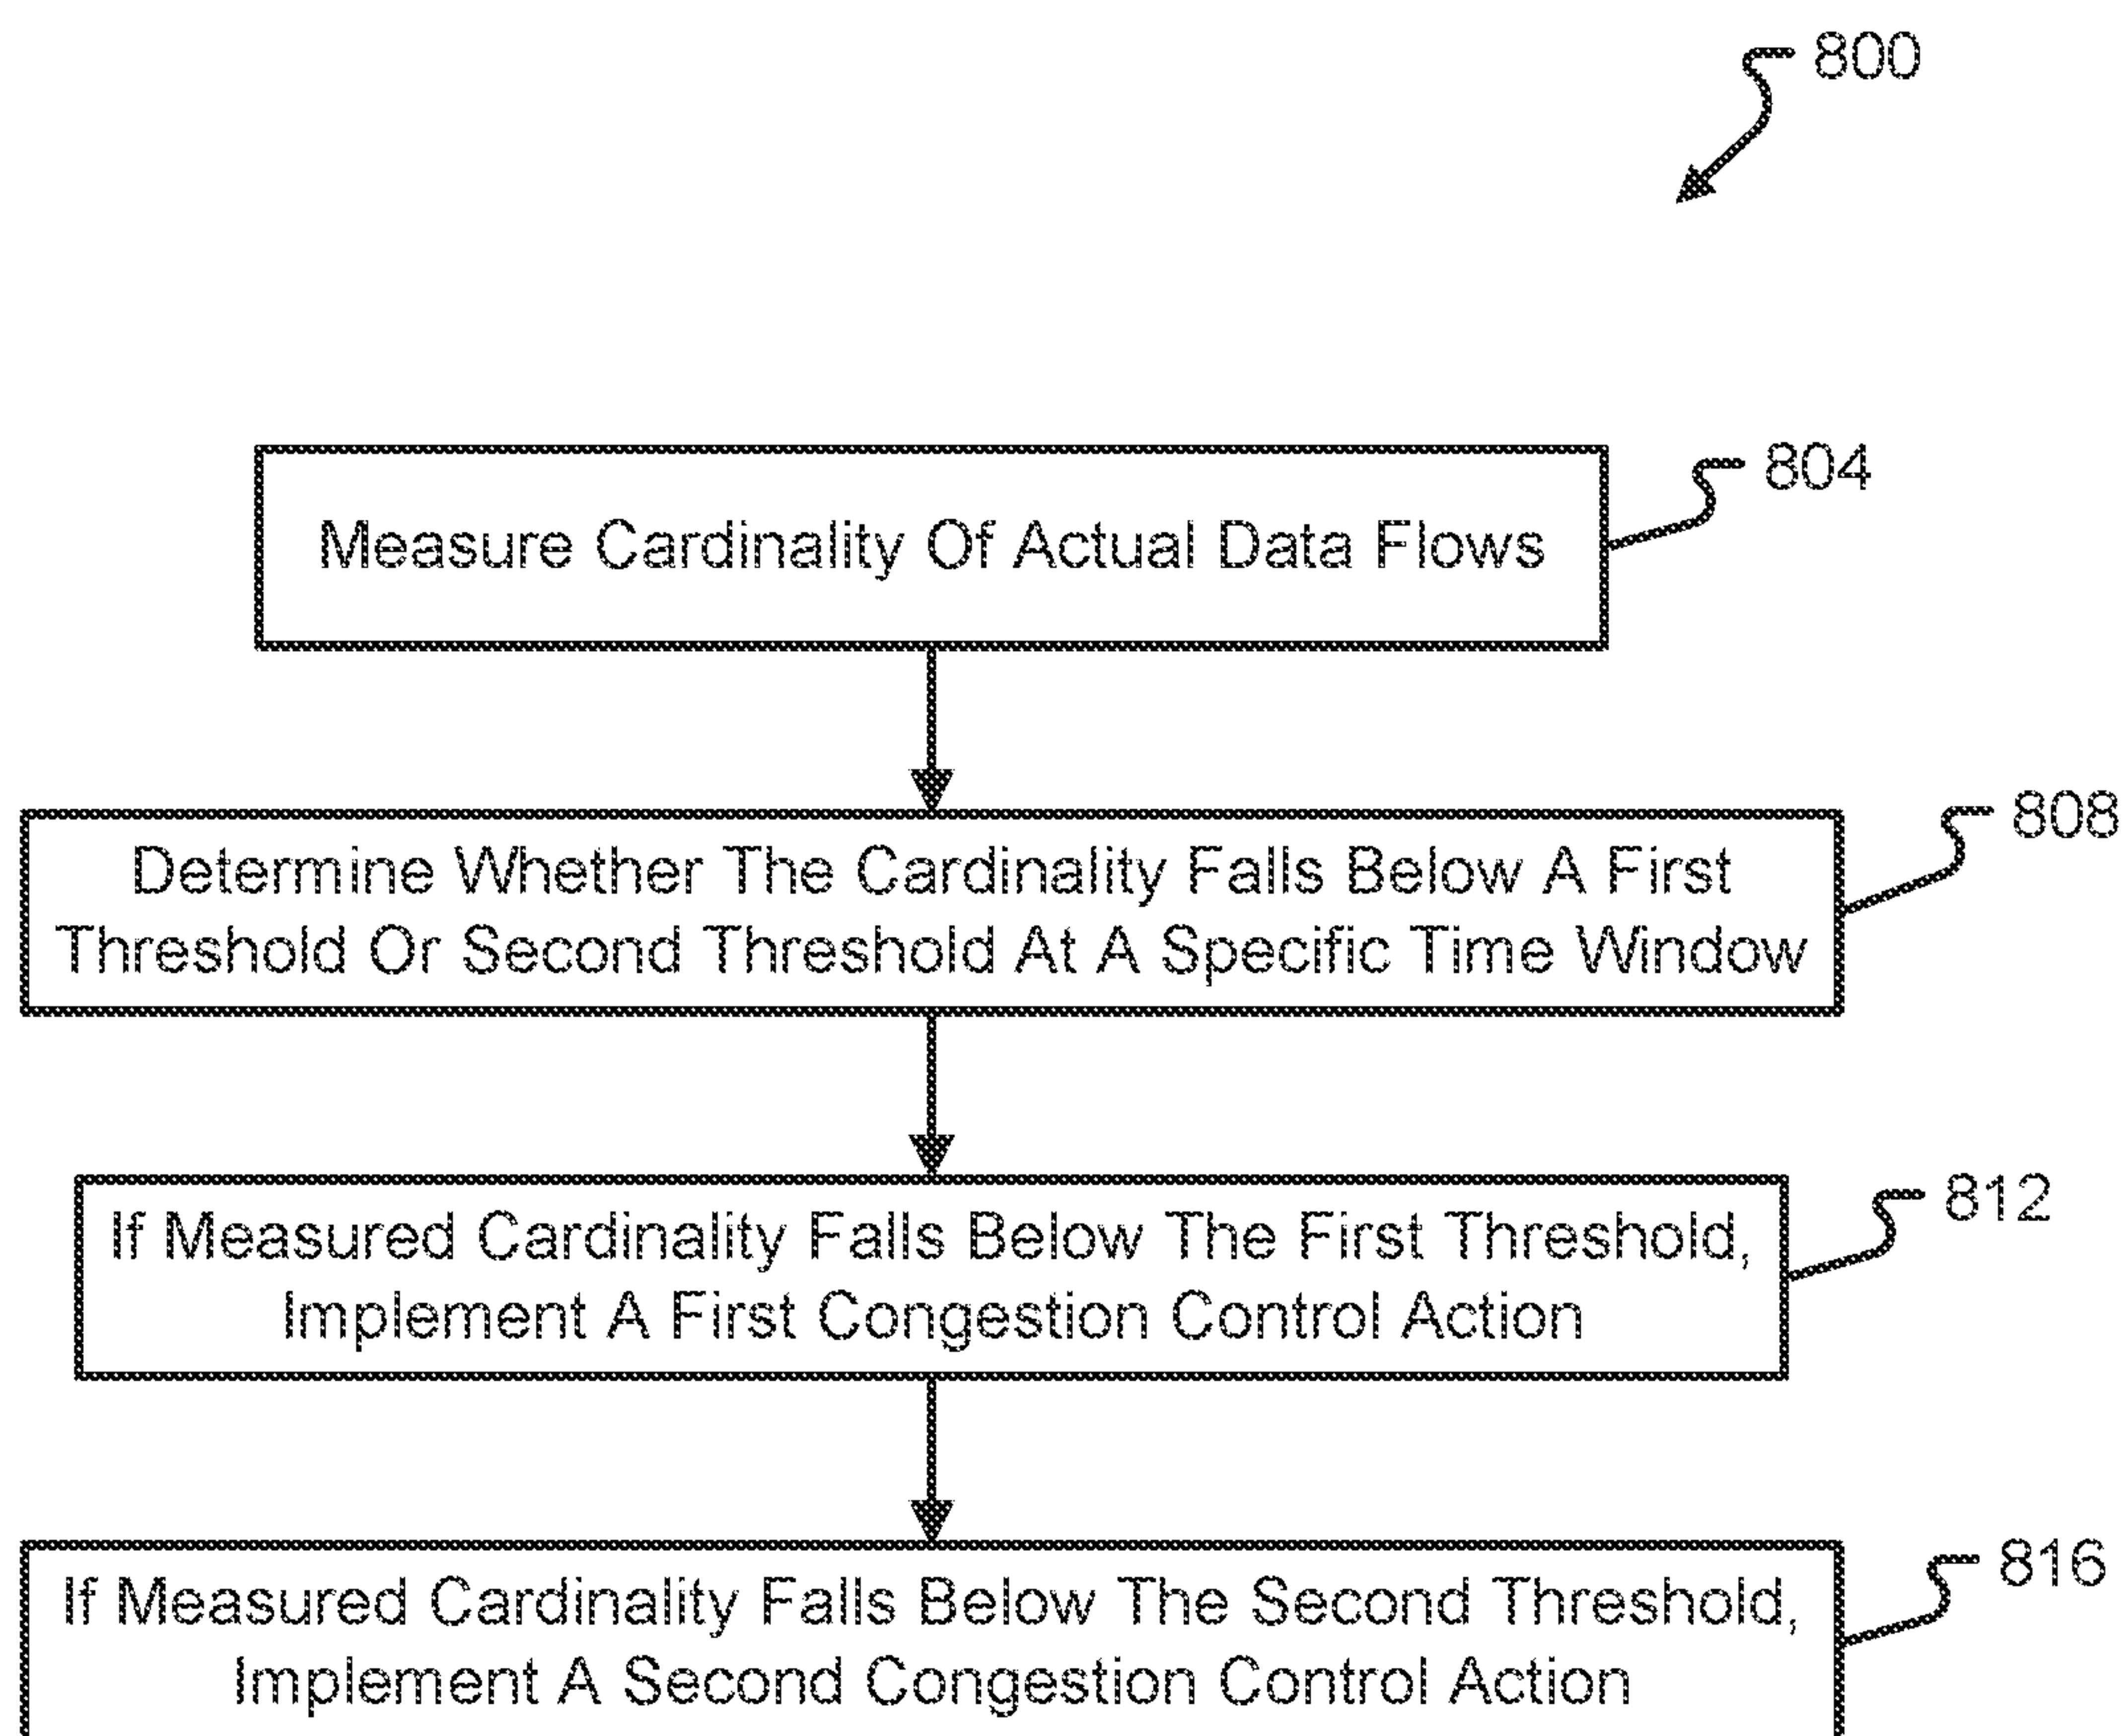 800
804
Measure Cardinality Of Actual Data Flows
808
Determine Whether The Cardinality Falls Below A First
Threshold Or Second Threshold At A Specific Time Window
812
If Measured Cardinality Falls Below The First Threshold,
Implement A First Congestion Control Action
816
If Measured Cardinality Falls Below The Second Threshold,
Implement A Second Congestion Control Action